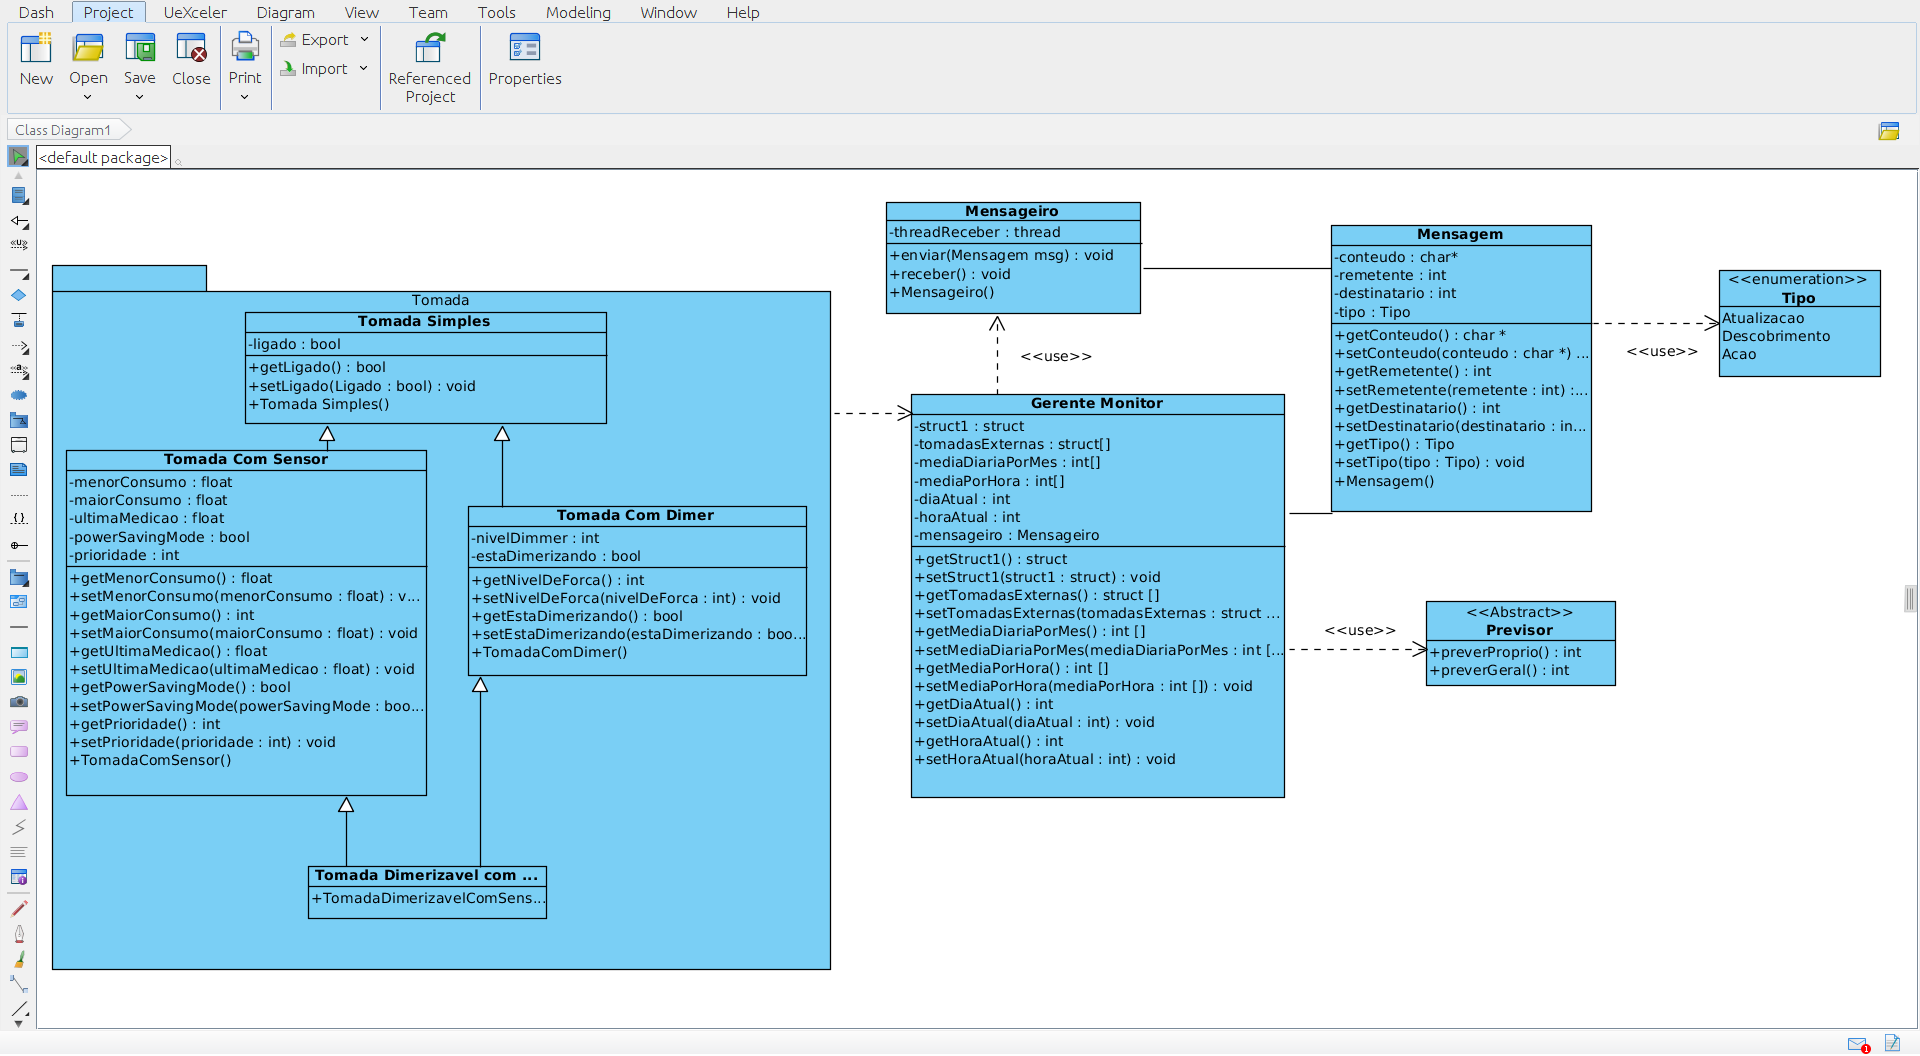 Dash Project UeXceler Diagram View Team Tools Modeling Window Help
New Open Save Close Print Export Import Referenced Project Properties
Class Diagram1
<default package>
Tomada
Tomada Simples
-ligado : bool
+getLigado() : bool
+setLigado(Ligado : bool) : void
+Tomada Simples()
Tomada Com Sensor
-menorConsumo : float
-maiorConsumo : float
-ultimaMedicao : float
-powerSavingMode : bool
-prioridade : int
+getMenorConsumo() : float
+setMenorConsumo(menorConsumo : float) : v...
+getMaiorConsumo() : int
+setMaiorConsumo(maiorConsumo : float) : void
+getUltimaMedicao() : float
+setUltimaMedicao(ultimaMedicao : float) : void
+getPowerSavingMode() : bool
+setPowerSavingMode(powerSavingMode : boo...
+getPrioridade() : int
+setPrioridade(prioridade : int) : void
+TomadaComSensor()
Tomada Com Dimer
-nivelDimmer : int
-estaDimerizando : bool
+getNivelDeForca() : int
+setNivelDeForca(nivelDeForca : int) : void
+getEstaDimerizando() : bool
+setEstaDimerizando(estaDimerizando : boo...
+TomadaComDimer()
Tomada Dimerizavel com ...
+TomadaDimerizavelComSens...
Mensageiro
-threadReceber : thread
+enviar(Mensagem msg) : void
+receber() : void
+Mensageiro()
<<use>>
Gerente Monitor
-struct1 : struct
-tomadasExternas : struct[]
-mediaDiariaPorMes : int[]
-mediaPorHora : int[]
-diaAtual : int
-horaAtual : int
-mensageiro : Mensageiro
+getStruct1() : struct
+setStruct1(struct1 : struct) : void
+getTomadasExternas() : struct []
+setTomadasExternas(tomadasExternas : struct ...
+getMediaDiariaPorMes() : int []
+setMediaDiariaPorMes(mediaDiariaPorMes : int [...
+getMediaPorHora() : int []
+setMediaPorHora(mediaPorHora : int []) : void
+getDiaAtual() : int
+setDiaAtual(diaAtual : int) : void
+getHoraAtual() : int
+setHoraAtual(horaAtual : int) : void
Mensagem
-conteudo : char*
-remetente : int
-destinatario : int
-tipo : Tipo
+getConteudo() : char *
+setConteudo(conteudo : char *) ...
+getRemetente() : int
+setRemetente(remetente : int) :...
+getDestinatario() : int
+setDestinatario(destinatario : in...
+getTipo() : Tipo
+setTipo(tipo : Tipo) : void
+Mensagem()
<<use>>
<<enumeration>>
Tipo
Atualizacao
Descobrimento
Acao
<<use>>
<<Abstract>>
Previsor
+preverProprio() : int
+preverGeral() : int
1